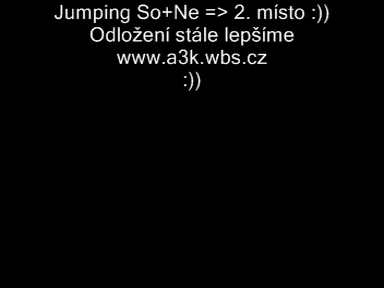 Jumping So+Ne => 2. místo :))
Odložení stále lepšíme
www.a3k.wbs.cz
:))